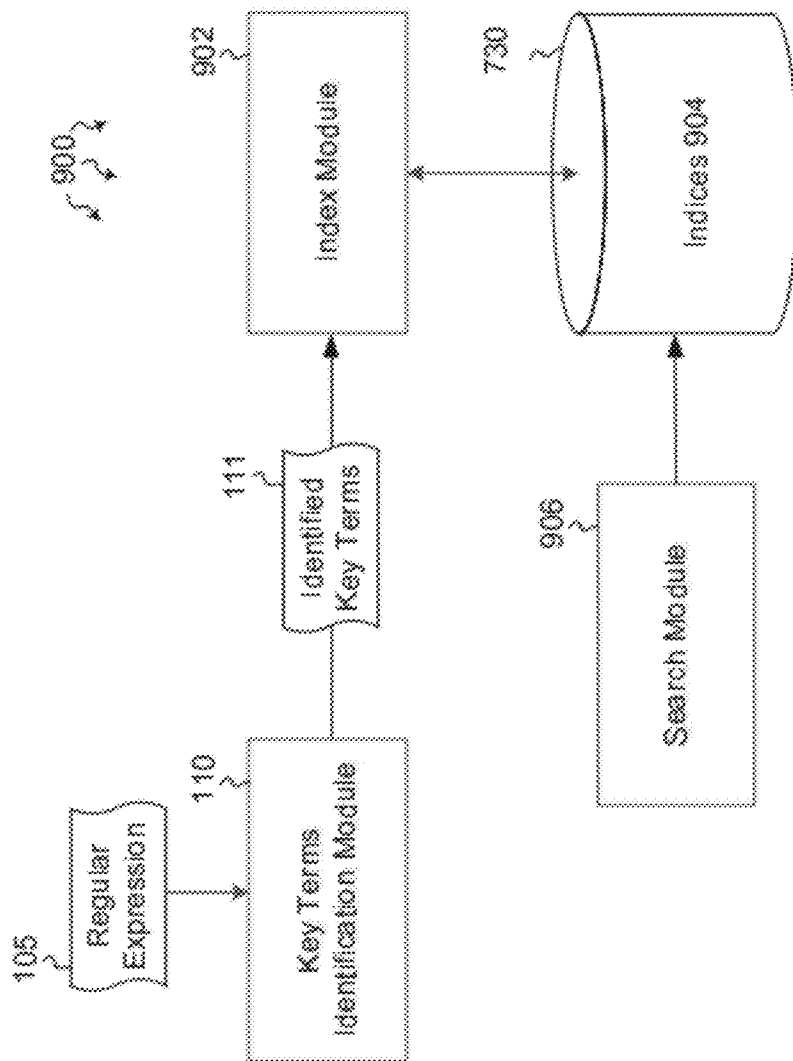 900
105
Regular
Expression
110
Key Terms
Identification Module
111
Identified
Key Terms
902
Index Module
906
Search Module
730
Indices 904